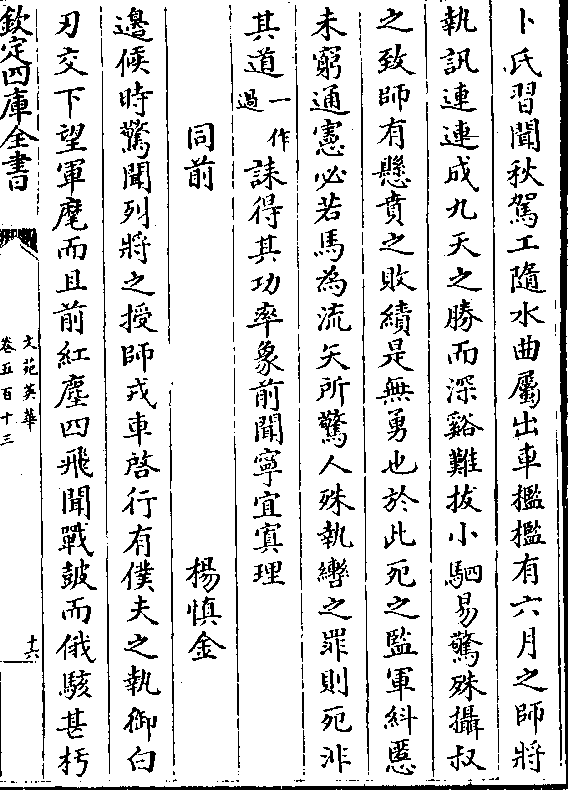 卜氏習聞秋駕工隨水曲屬出車檻檻有六月之師將
執訊連連成九天之勝而深谿難拔小駟易驚殊攝叔
之致師有懸賁之敗績是無勇也於此死之監軍糾慝
未窮通憲必若馬為流矢所驚人殊執轡之罪則死非
其道一作過誅得其功率象前聞寧宜寘理
同前 楊慎金
邊候時驚聞列將之授師戎車啓行有僕夫之執御白
刃交下望軍麾而且前紅塵四飛聞戰鼓而俄駭甚朽
欽定四庫全書 文苑英華 卷五百十三 十六